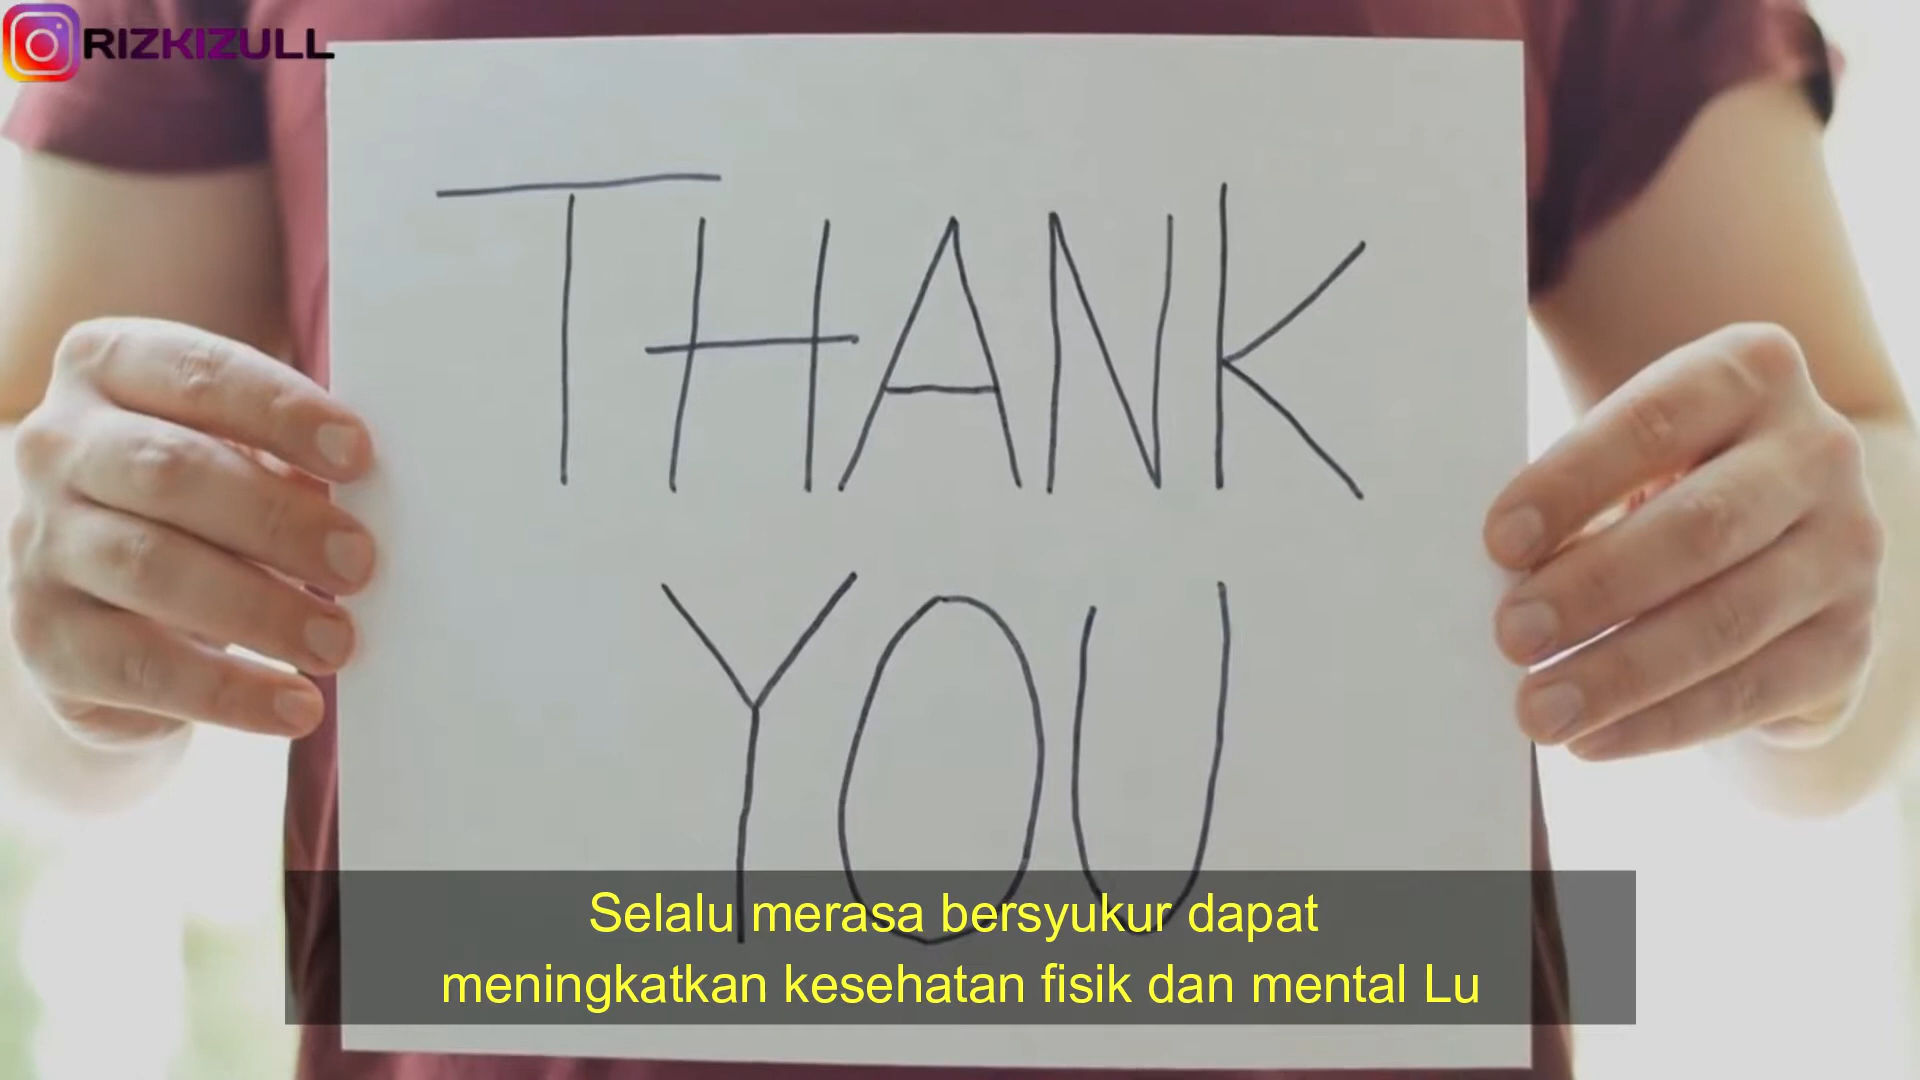 RIZKIZULL
THANK
YOU
Selalu merasa bersyukur dapat
meningkatkan kesehatan fisik dan mental Lu